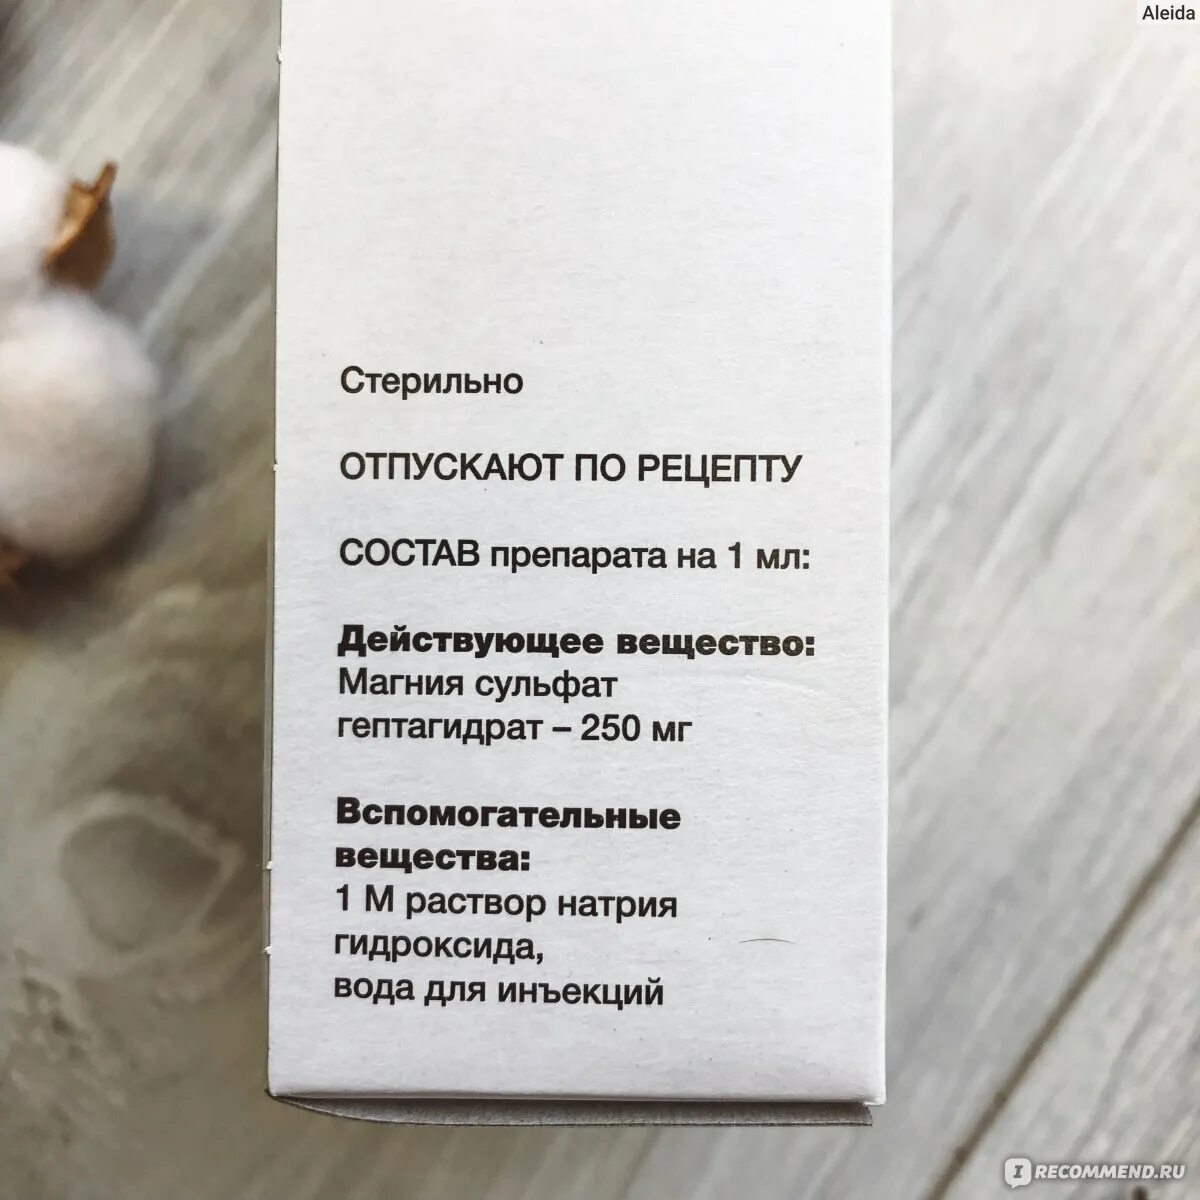 Aleida
Стерильно
ОТПУСКАЮТ ПО РЕЦЕПТУ
СОСТАВ препарата на 1 мл:
Действующее вещество:
Магния сульфат
гептагидрат – 250 мг
Вспомогательные
вещества:
1 М раствор натрия
гидроксида,
вода для инъекций
IRECOMMEND.RU